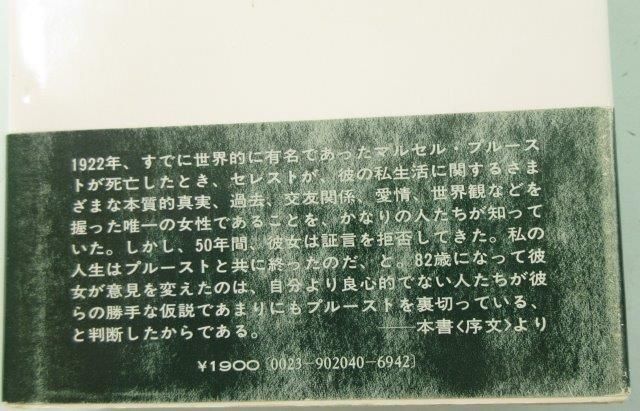 1922年、すでに世界的に有名であったマルセル・プルース
トが死亡したとき、セレストが、彼の私生活に関するさま
ざまな本質的真実、過去、交友関係、愛情、世界観などを
握った唯一の女性であることを、かなりの人たちが知って
いた。しかし、50年間、彼女は証言を拒否してきた。私の
人生はプルーストと共に終ったのだ、と。82歳になって彼
女が意見を変えたのは、自分より良心的でない人たちが彼
らの勝手な仮説であまりにもプルーストを裏切っている、
と判断したからである。 ──本書〈序文〉より
¥1900〔0023-902040-6942〕